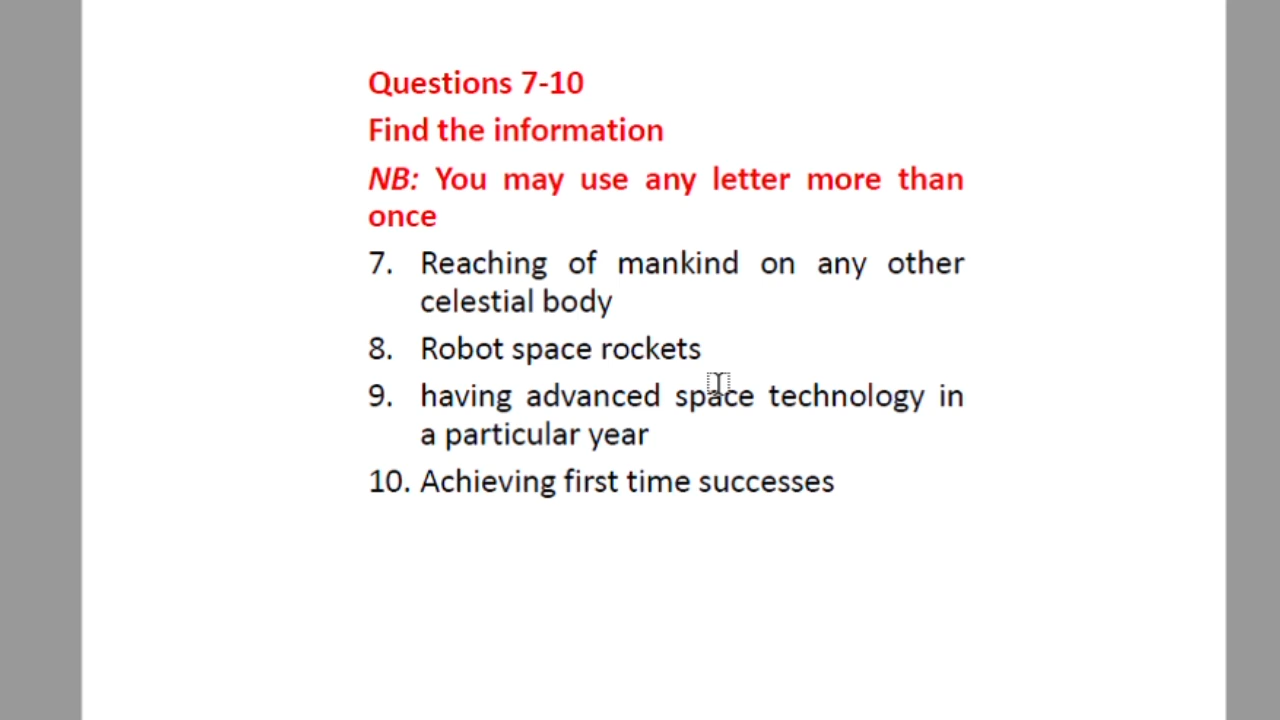 Questions 7-10
Find the information
NB: You may use any letter more than
once
7. Reaching of mankind on any other
celestial body
8. Robot space rockets
9. having advanced space technology in
a particular year
10. Achieving first time successes